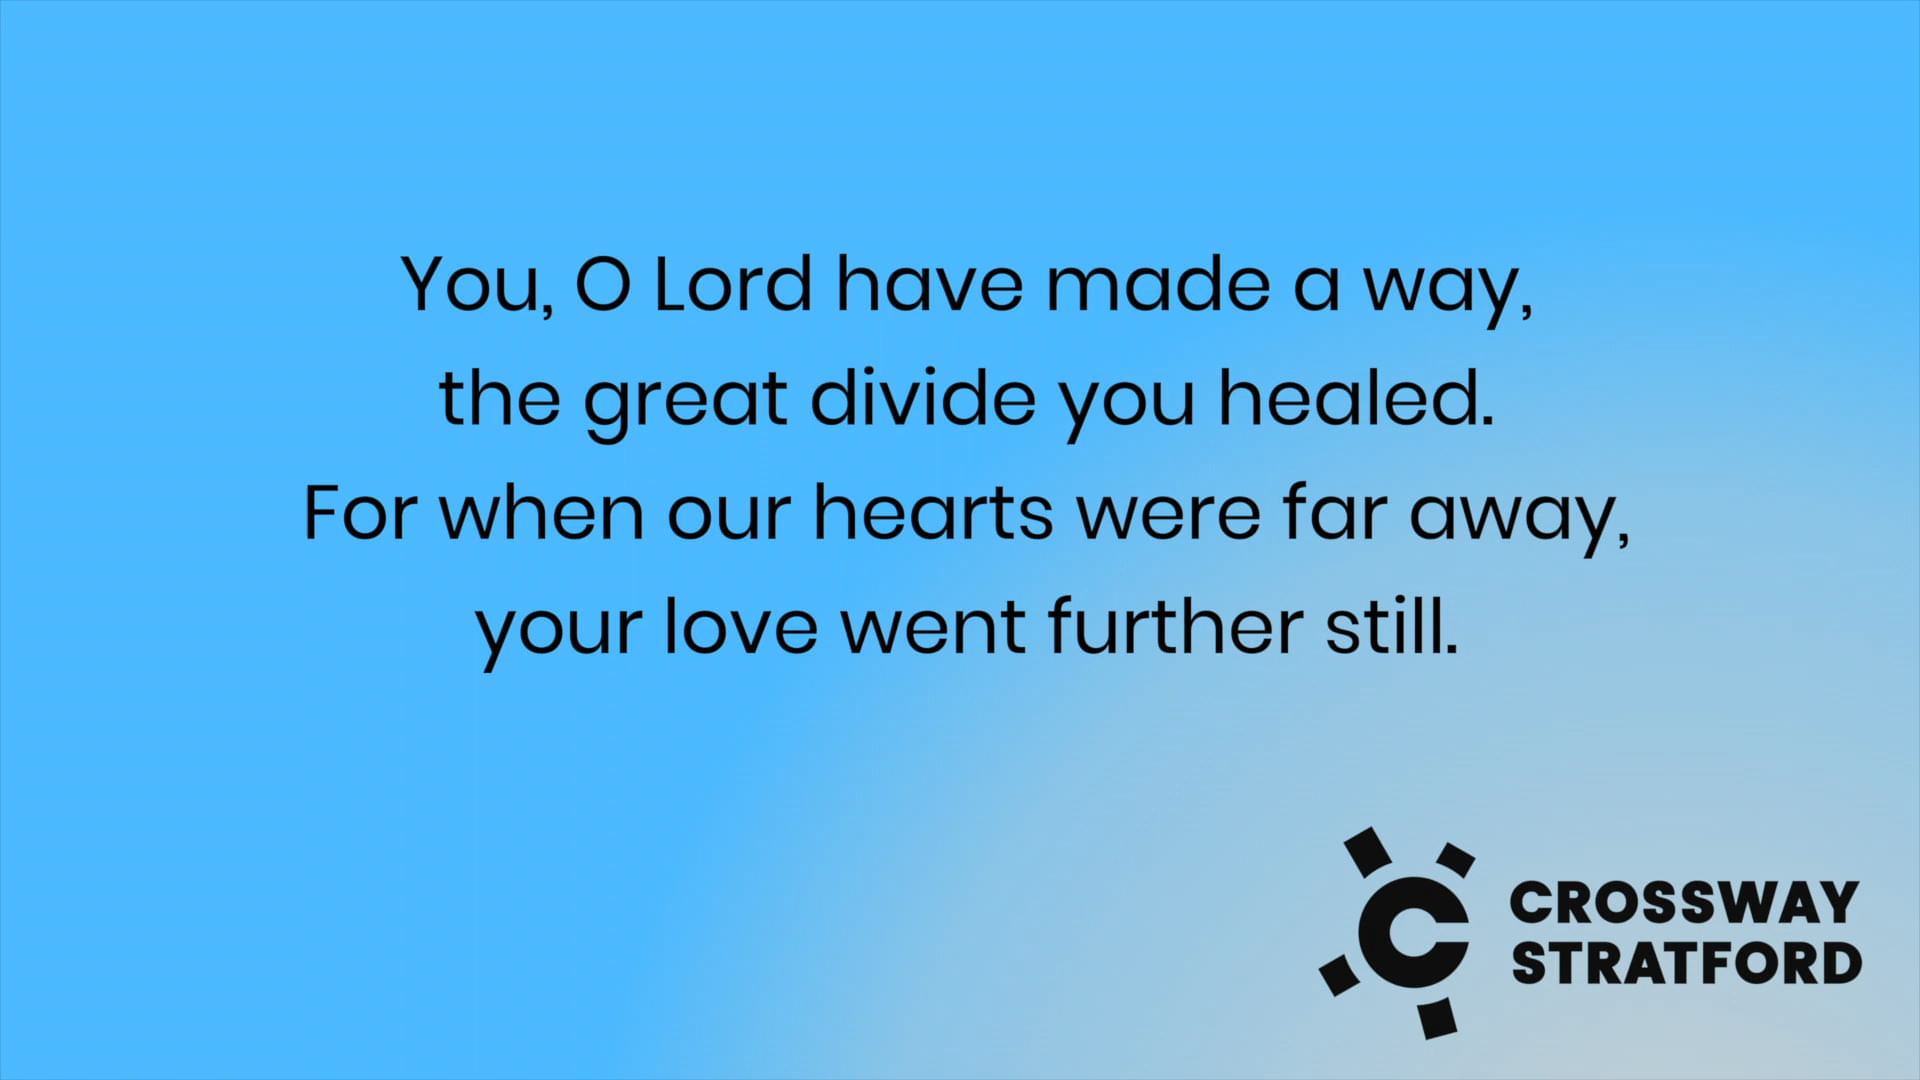 You, O Lord have made a way,
the great divide you healed.
For when our hearts were far away,
your love went further still.
CROSSWAY
STRATFORD